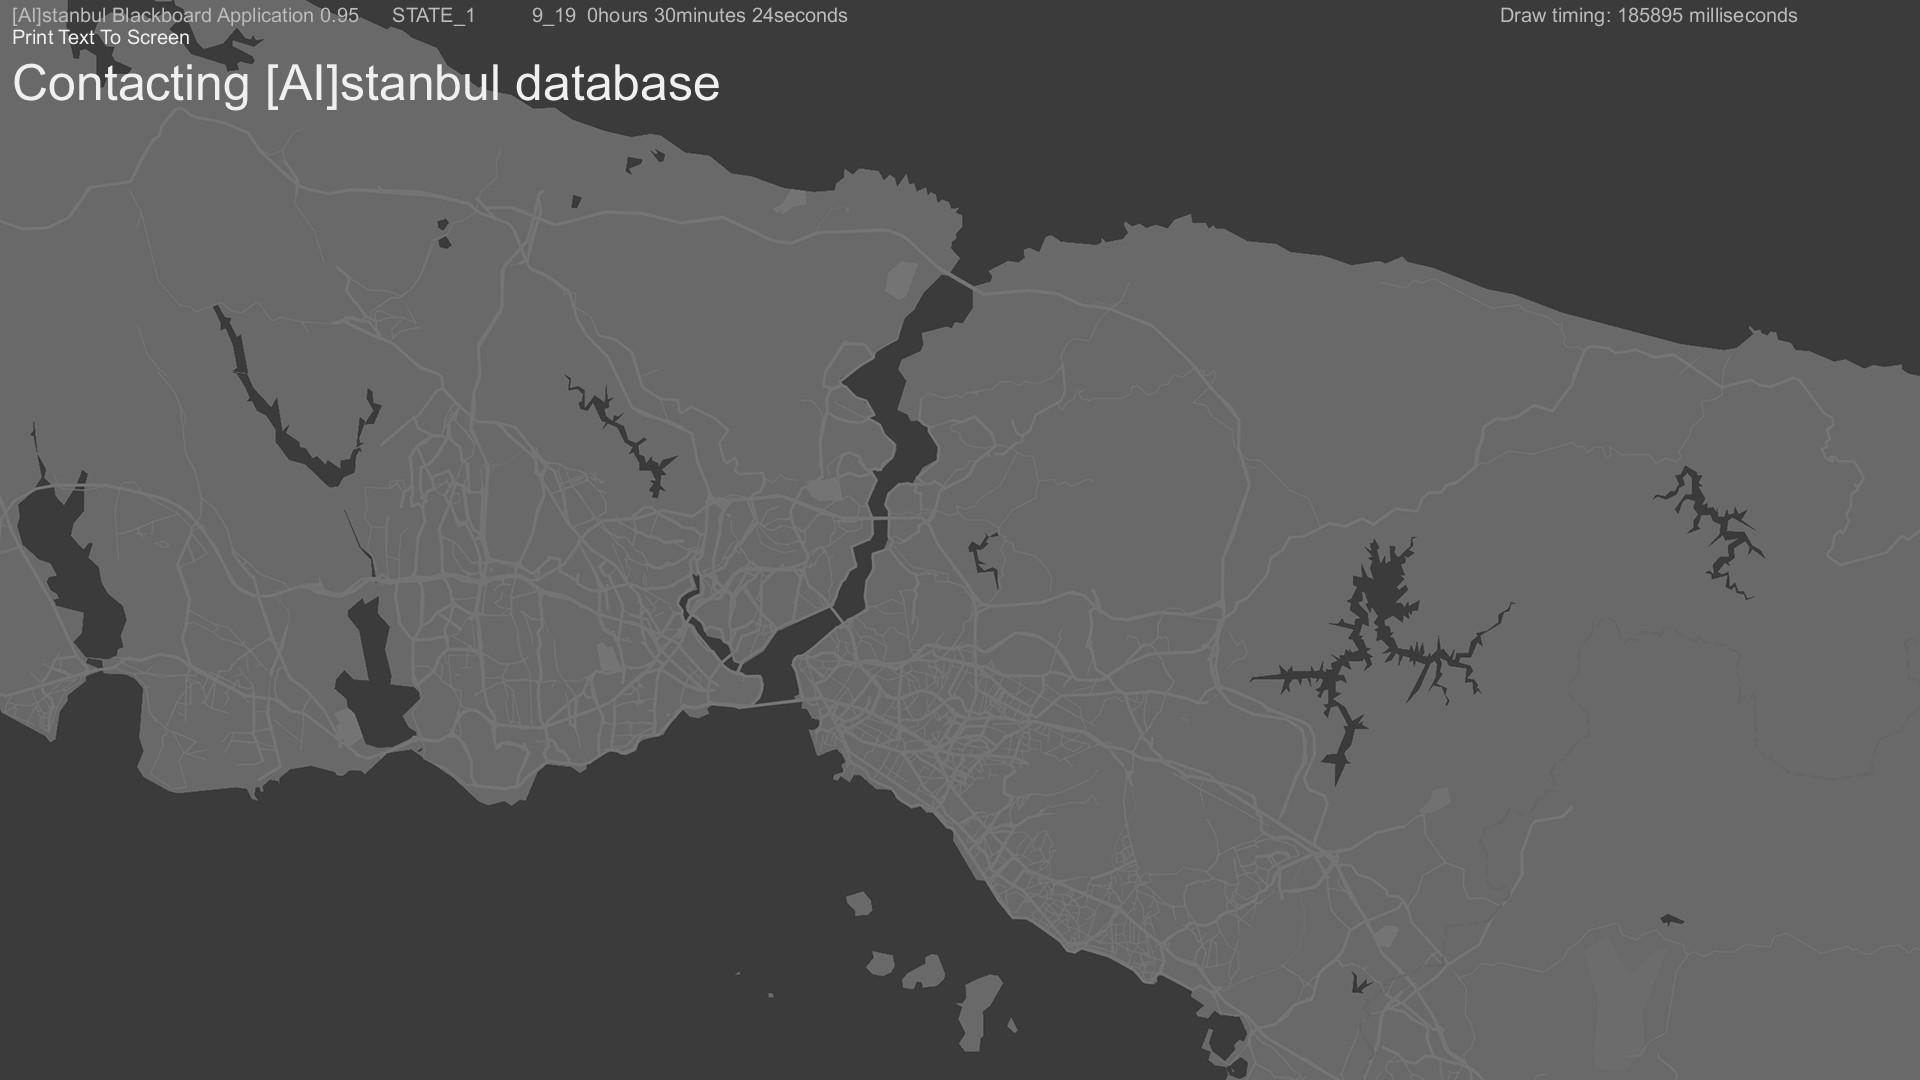 [AI]stanbul Blackboard Application 0.95 STATE_1 9_19 0hours 30minutes 24seconds Draw timing: 185895 milliseconds
Print Text To Screen
Contacting [AI]stanbul database